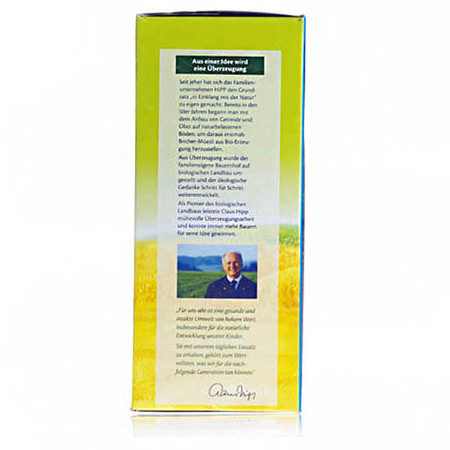 Aus einer Idee wird
eine Überzeugung
Seit jeher hat sich das Familien-
unternehmen HiPP den Grund-
satz „in Einklang mit der Natur"
zu eigen gemacht. Bereits in den
50er Jahren begann man mit
dem Anbau von Getreide und
Obst auf naturbelassenen
Böden, um daraus erstmals
Bircher-Müesli aus Bio-Erzeu-
gung herzustellen.
Aus Überzeugung wurde der
familieneigene Bauernhof auf
biologischen Landbau um-
gestellt und der ökologische
Gedanke Schritt für Schritt
weiterentwickelt.
Als Pionier des biologischen
Landbaus leistete Claus Hipp
mühevolle Überzeugungsarbeit
und konnte immer mehr Bauern
für seine Idee gewinnen.
„Für uns alle ist eine gesunde und
intakte Umwelt von hohem Wert,
insbesondere für die natürliche
Entwicklung unserer Kinder.
Sie mit unserem täglichen Einsatz
zu erhalten, gehört zum Wert-
vollsten, was wir für die nach-
folgende Generation tun können."
Claus Hipp